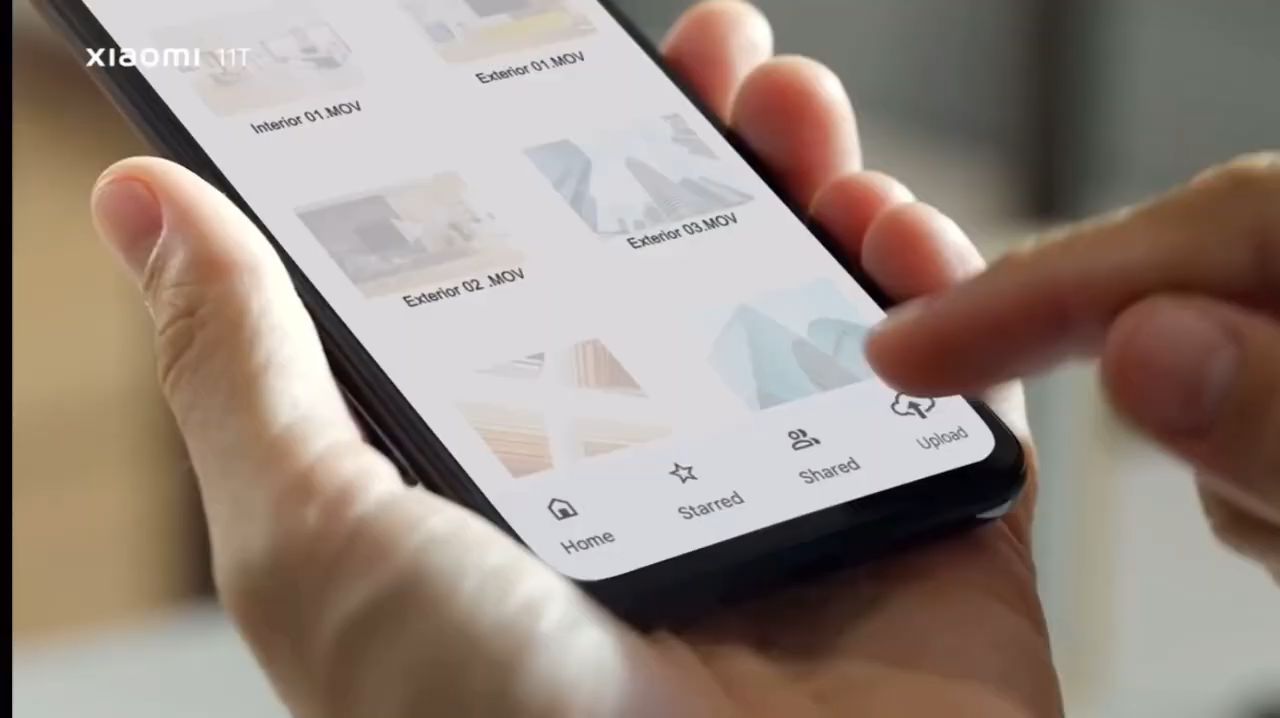 xiaomi 11T
Interior 01.MOV
Exterior 01.MOV
Exterior 02 .MOV
Exterior 03.MOV
Home
Starred
Shared
Upload